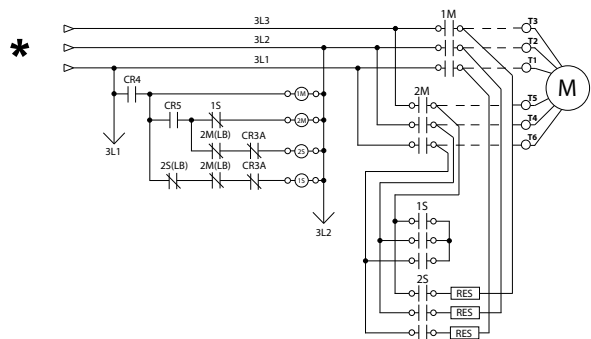 *
3L3
1M
T3
3L2
T2
3L1
T1
M
CR4
1M
2M
T5
CR5
1S
2M
T4
T6
2M(LB)
CR3A
2S
3L1
2S(LB)
2M(LB)
CR3A
1S
3L2
1S
2S
RES
RES
RES